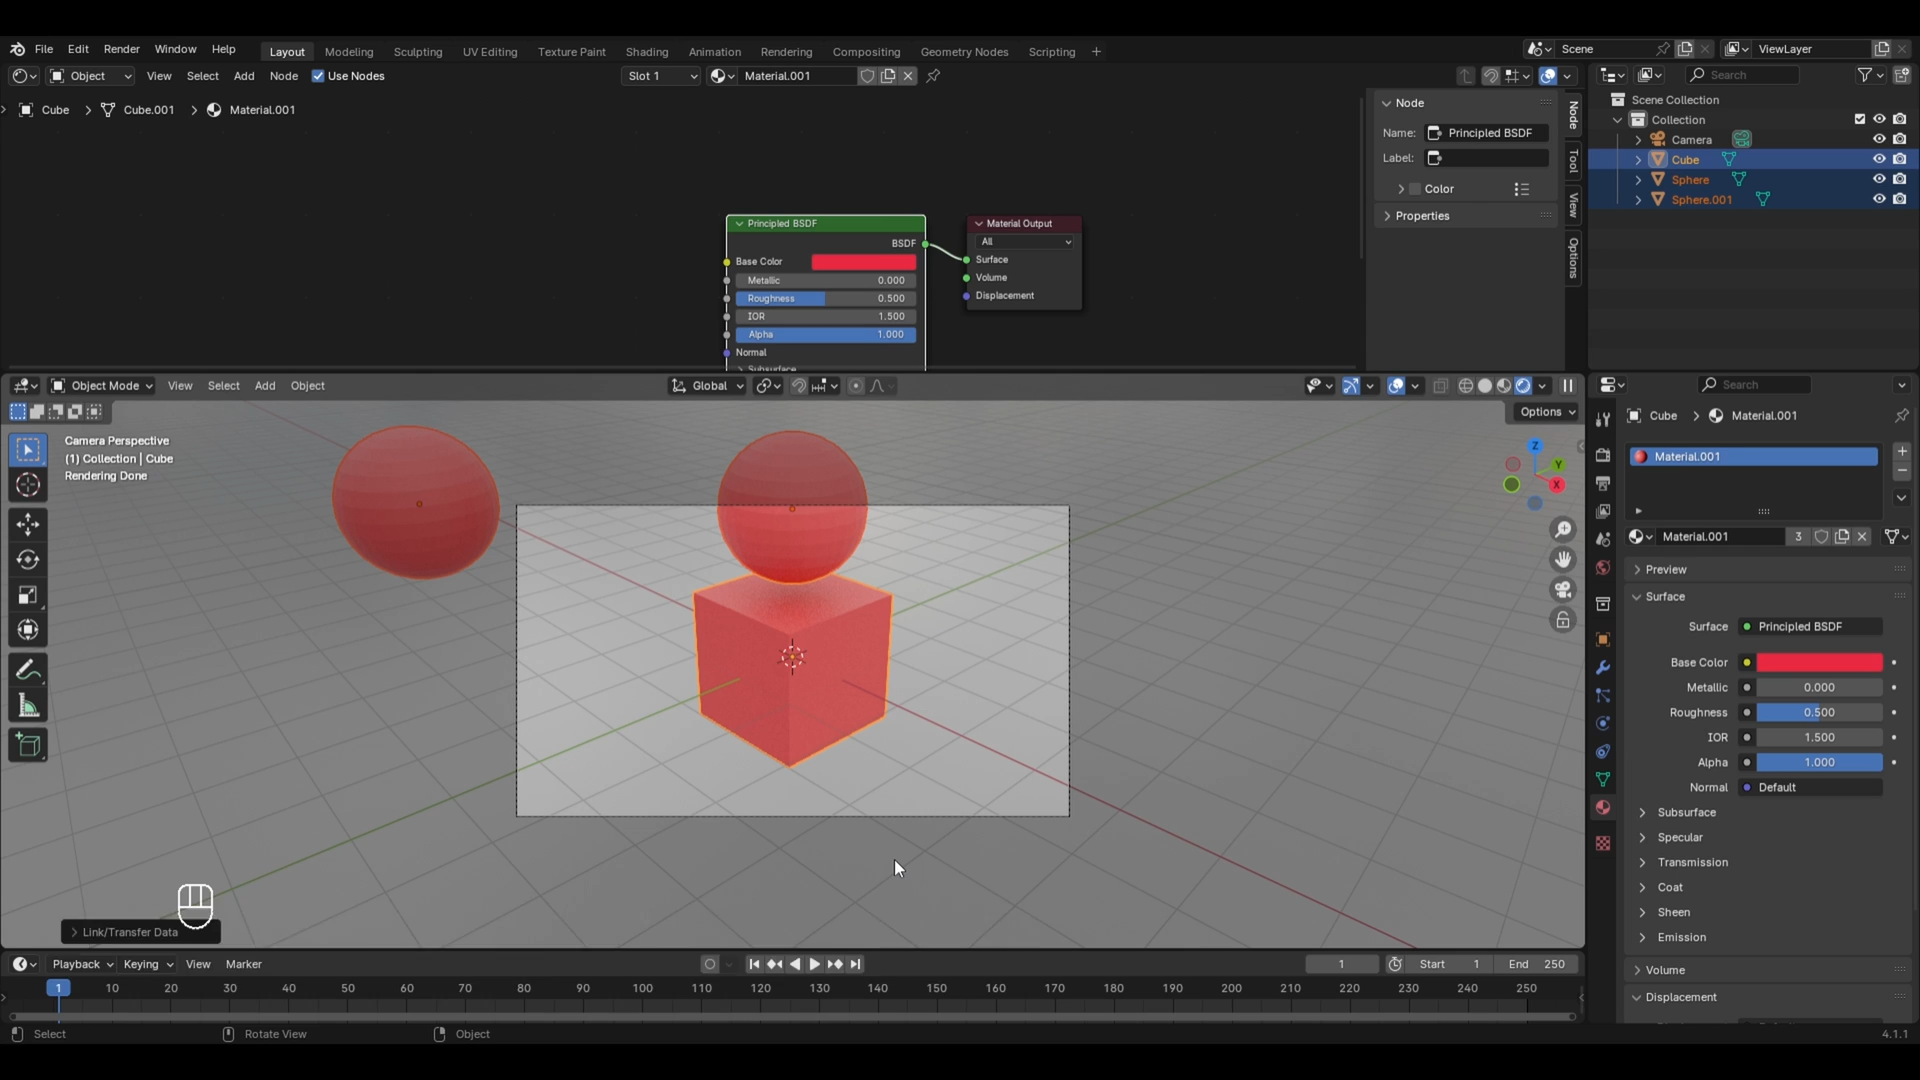 File Edit Render Window Help Layout Modeling Sculpting UV Editing Texture Paint Shading Animation Rendering Compositing Geometry Nodes Scripting + Scene ViewLayer
Object View Select Add Node Use Nodes Slot 1 Material.001 Search
Cube > Cube.001 > Material.001
Node
Name: Principled BSDF
Label:
Color
Properties
Node
Tool
View
Options
Scene Collection
Collection
Camera
Cube
Sphere
Sphere.001
Principled BSDF
BSDF
Base Color
Metallic 0.000
Roughness 0.500
IOR 1.500
Alpha 1.000
Normal
Subsurface
Material Output
All
Surface
Volume
Displacement
Object Mode View Select Add Object Global
Options
Camera Perspective
(1) Collection | Cube
Rendering Done
Z
Y
X
Link/Transfer Data
Search
Cube > Material.001
Material.001
Material.001 3
Preview
Surface
Surface Principled BSDF
Base Color
Metallic 0.000
Roughness 0.500
IOR 1.500
Alpha 1.000
Normal Default
Subsurface
Specular
Transmission
Coat
Sheen
Emission
Volume
Displacement
Playback Keying View Marker 1 Start 1 End 250
1 10 20 30 40 50 60 70 80 90 100 110 120 130 140 150 160 170 180 190 200 210 220 230 240 250
Select Rotate View Object 4.1.1